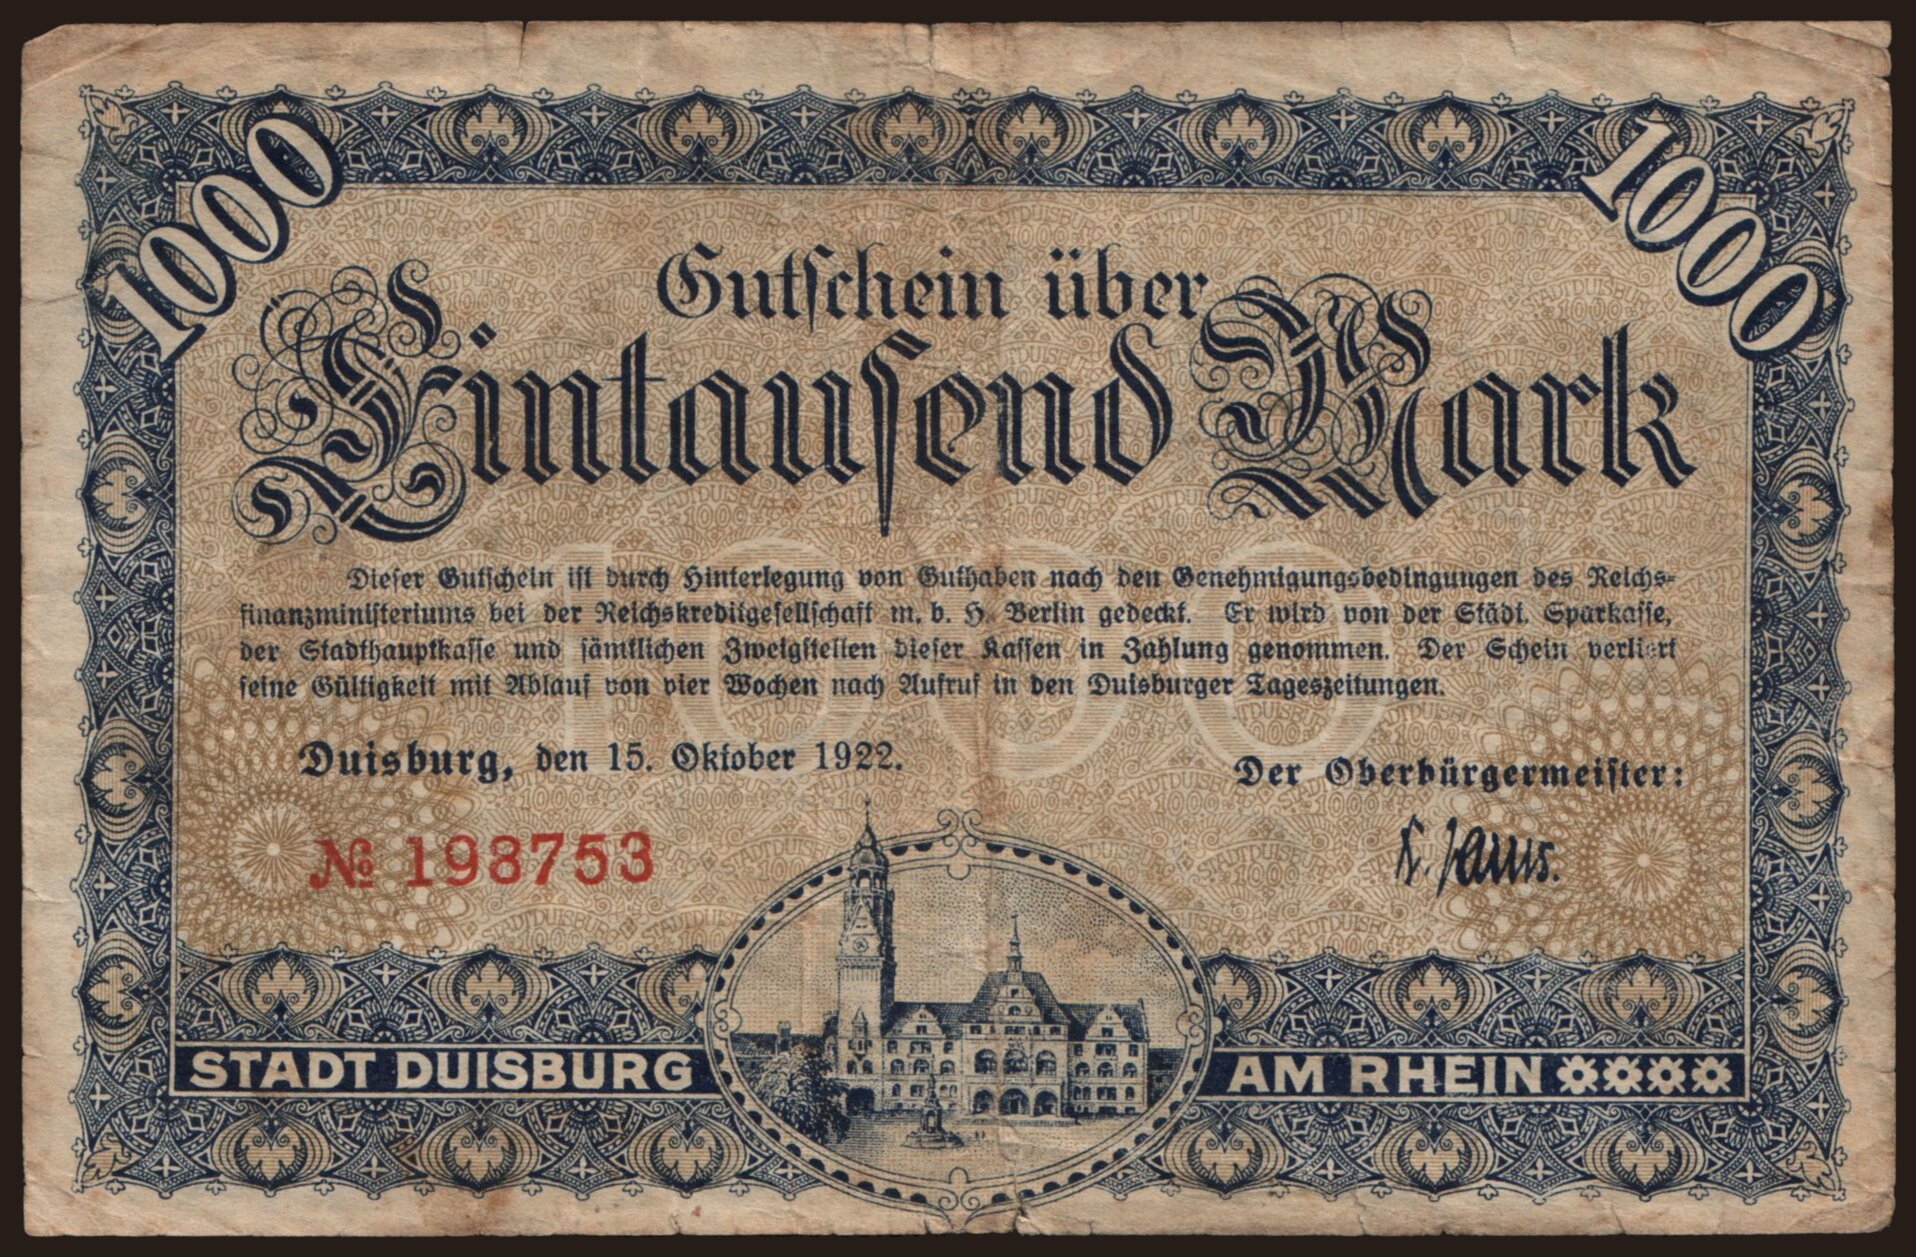 1000
1000
Gutschein über
Eintausend Mark
Dieser Gutschein ist durch Hinterlegung von Guthaben nach den Genehmigungsbedingungen des Reichs-
finanzministeriums bei der Reichskreditgesellschaft m. b. H. Berlin gedeckt. Er wird von der Städt. Sparkasse,
der Stadthauptkasse und sämtlichen Zweigstellen dieser Kassen in Zahlung genommen. Der Schein verliert
seine Gültigkeit mit Ablauf von vier Wochen nach Aufruf in den Duisburger Tageszeitungen.
1000
Duisburg, den 15. Oktober 1922.
Der Oberbürgermeister:
№ 198753
STADT DUISBURG
AM RHEIN